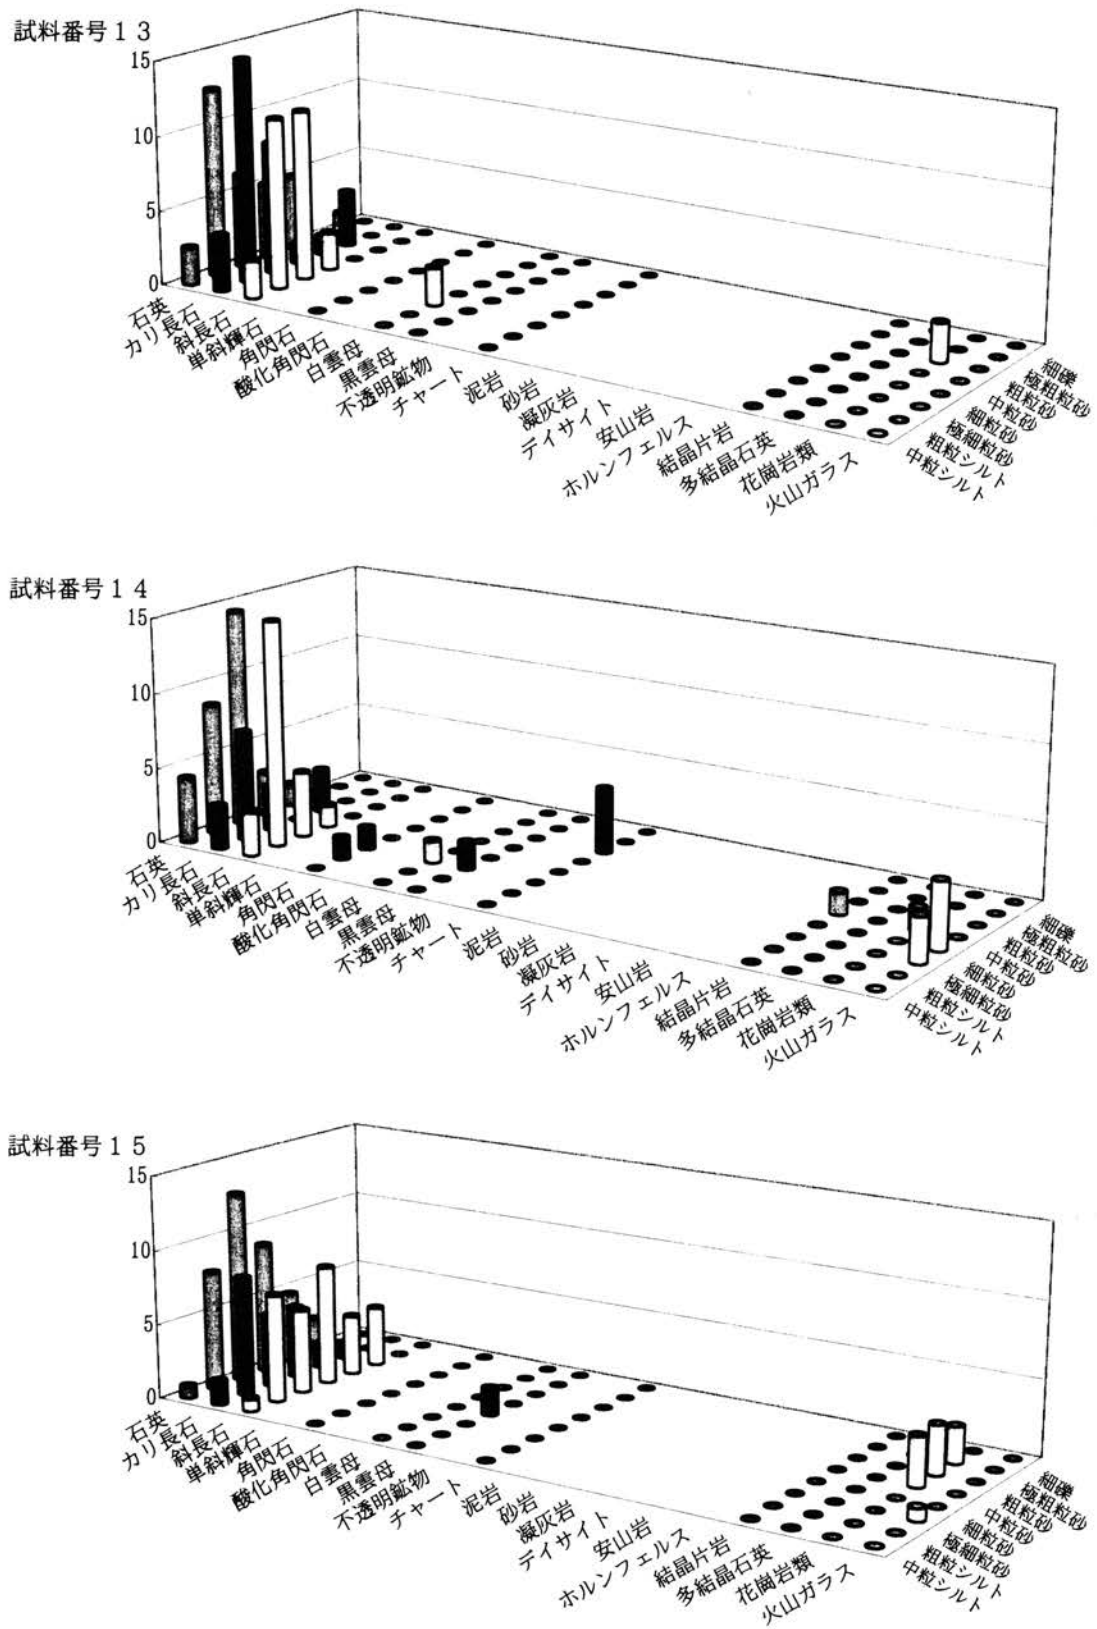 試料番号１３
15
10
5
0
石英
カリ長石
斜長石
単斜輝石
角閃石
酸化角閃石
白雲母
黒雲母
不透明鉱物
チャート
泥岩
砂岩
凝灰岩
デイサイト
安山岩
ホルンフェルス
結晶片岩
多結晶石英
花崗岩類
火山ガラス
細礫
極粗粒砂
粗粒砂
中粒砂
細粒砂
極細粒砂
粗粒シルト
中粒シルト
試料番号１４
15
10
5
0
石英
カリ長石
斜長石
単斜輝石
角閃石
酸化角閃石
白雲母
黒雲母
不透明鉱物
チャート
泥岩
砂岩
凝灰岩
デイサイト
安山岩
ホルンフェルス
結晶片岩
多結晶石英
花崗岩類
火山ガラス
細礫
極粗粒砂
粗粒砂
中粒砂
細粒砂
極細粒砂
粗粒シルト
中粒シルト
試料番号１５
15
10
5
0
石英
カリ長石
斜長石
単斜輝石
角閃石
酸化角閃石
白雲母
黒雲母
不透明鉱物
チャート
泥岩
砂岩
凝灰岩
デイサイト
安山岩
ホルンフェルス
結晶片岩
多結晶石英
花崗岩類
火山ガラス
細礫
極粗粒砂
粗粒砂
中粒砂
細粒砂
極細粒砂
粗粒シルト
中粒シルト